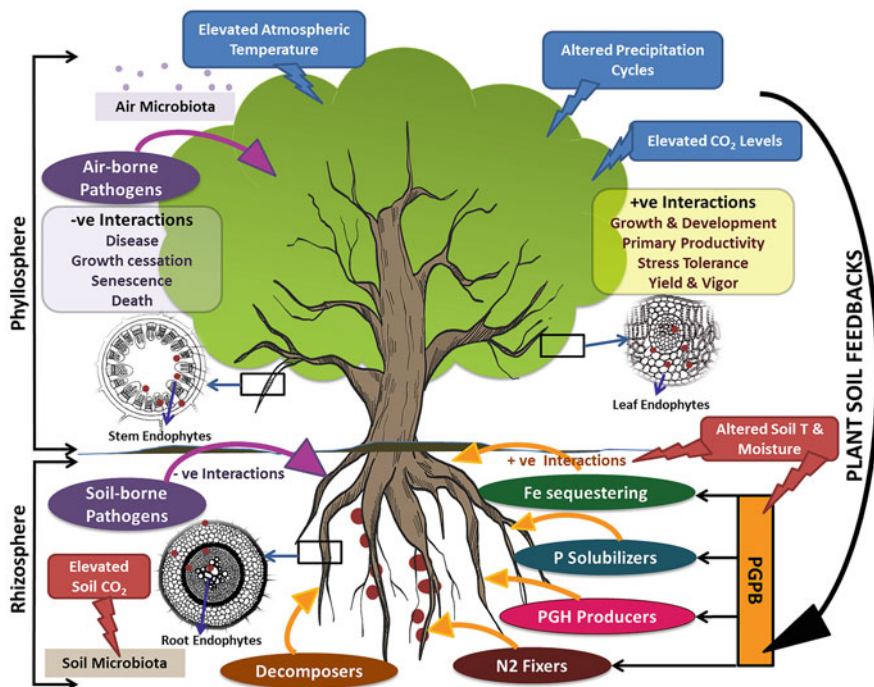 Elevated Atmospheric
Temperature
Altered Precipitation
Cycles
Air Microbiota
Elevated CO₂ Levels
Air-borne
Pathogens
-ve Interactions
Disease
Growth cessation
Senescence
Death
+ve Interactions
Growth & Development
Primary Productivity
Stress Tolerance
Yield & Vigor
Phyllosphere
PLANT SOIL FEEDBACKS
Stem Endophytes
Leaf Endophytes
Altered Soil T &
Moisture
- ve Interactions
+ ve Interactions
Soil-borne
Pathogens
Fe sequestering
Rhizosphere
P Solubilizers
PGPB
Elevated
Soil CO₂
PGH Producers
Root Endophytes
Soil Microbiota
Decomposers
N2 Fixers